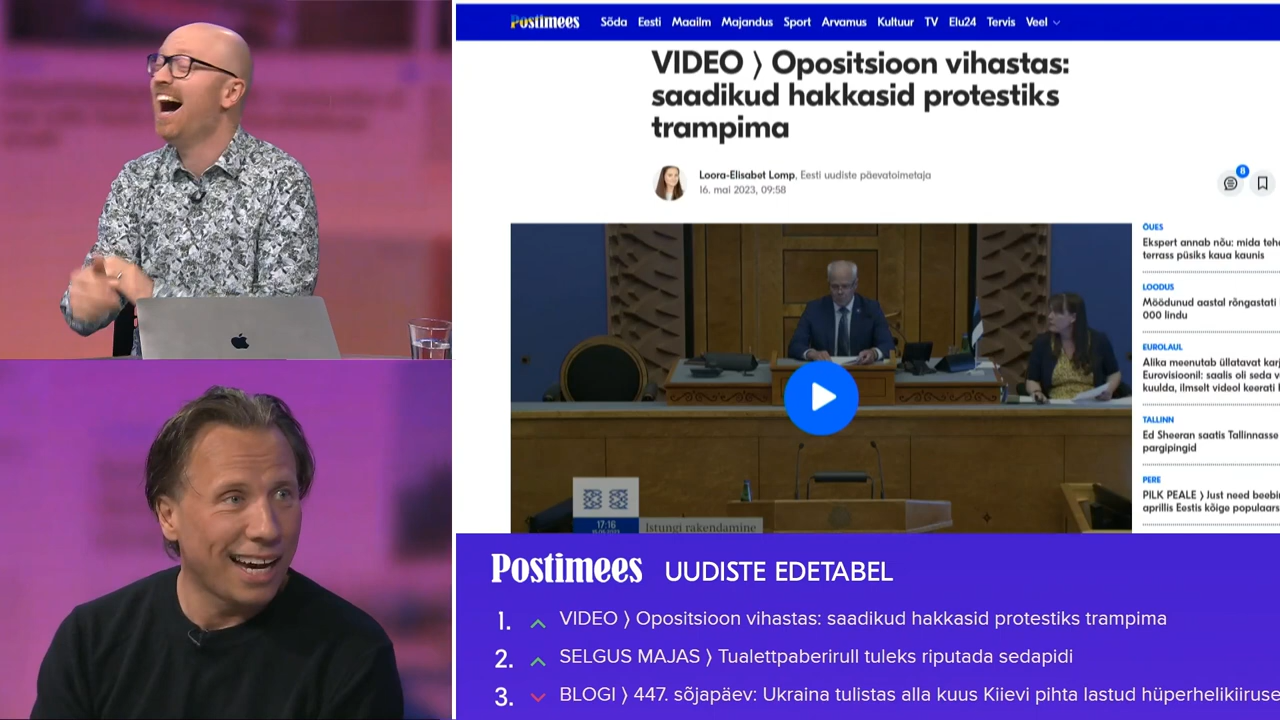 Postimees Sõda Eesti Maailm Majandus Sport Arvamus Kultuur TV Elu24 Tervis Veel
VIDEO ⟩ Opositsioon vihastas:
saadikud hakkasid protestiks
trampima
Loora-Elisabet Lomp, Eesti uudiste päevatoimetaja
16. mai 2023, 09:58
8
ÕUES
Ekspert annab nõu: mida
terrass püsiks kaua kaunis
LOODUS
Möödunud aastal rõngastati
000 lindu
EUROLAUL
Alika meenutab üllatavat
Eurovisioonil: saalis oli seda
kuulda, ilmselt videol keerati
TALLINN
Ed Sheeran saatis Tallinnasse
pargipingid
PERE
PILK PEALE ⟩ Just need
aprillis Eestis kõige
17:16
Istungi rakendamine
Postimees UUDISTE EDETABEL
1. VIDEO ⟩ Opositsioon vihastas: saadikud hakkasid protestiks trampima
2. SELGUS MAJAS ⟩ Tualettpaberirull tuleks riputada sedapidi
3. BLOGI ⟩ 447. sõjapäev: Ukraina tulistas alla kuus Kiievi pihta lastud hüperhelikiiruse